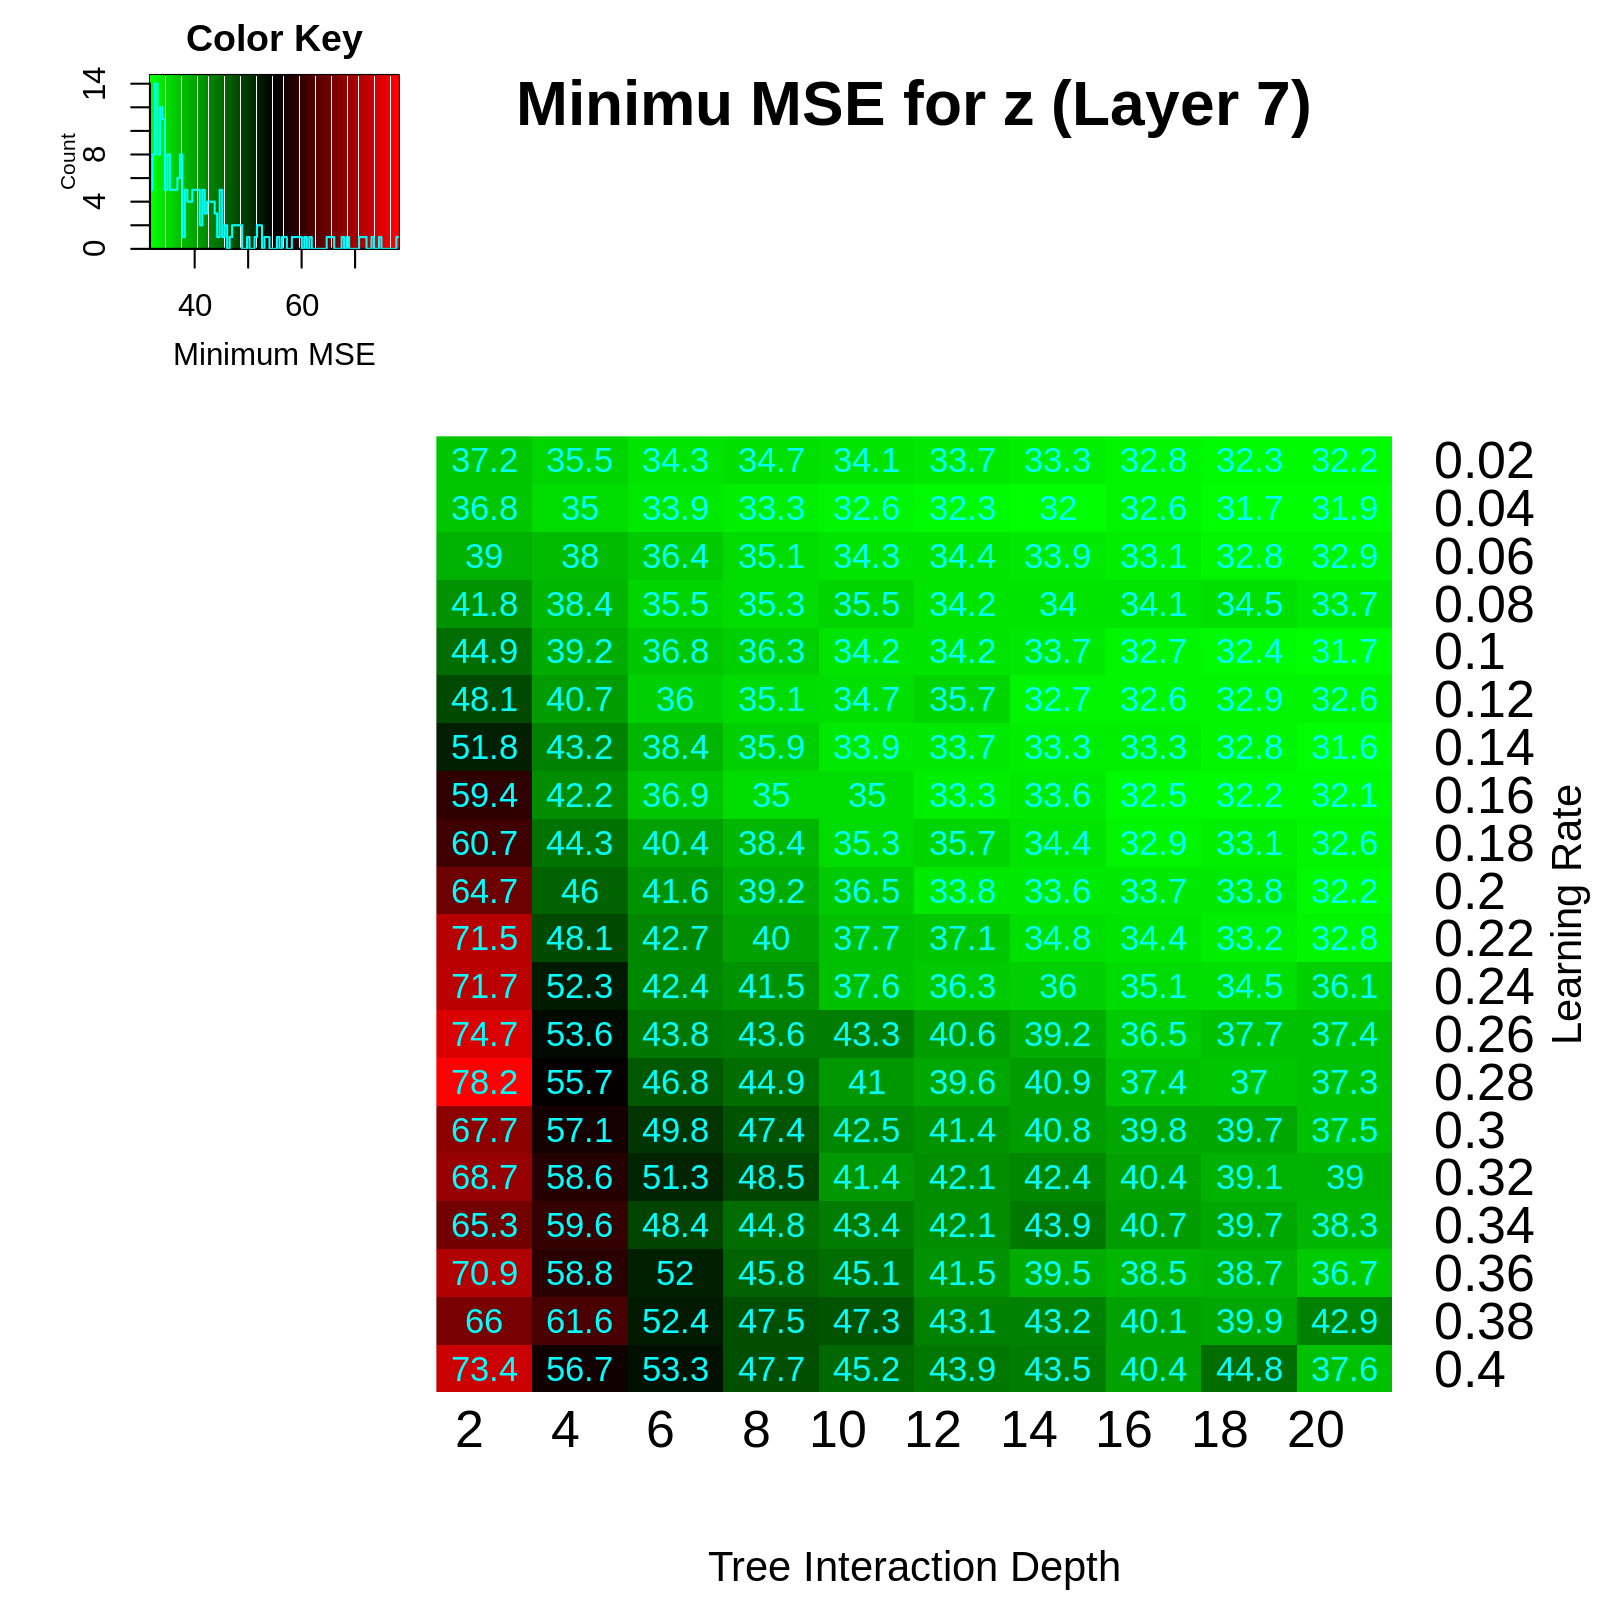 Color Key
Minimu MSE for z (Layer 7)
Count
0 4 8 14
40 60
Minimum MSE
37.2 35.5 34.3 34.7 34.1 33.7 33.3 32.8 32.3 32.2 0.02
36.8 35 33.9 33.3 32.6 32.3 32 32.6 31.7 31.9 0.04
39 38 36.4 35.1 34.3 34.4 33.9 33.1 32.8 32.9 0.06
41.8 38.4 35.5 35.3 35.5 34.2 34 34.1 34.5 33.7 0.08
44.9 39.2 36.8 36.3 34.2 34.2 33.7 32.7 32.4 31.7 0.1
48.1 40.7 36 35.1 34.7 35.7 32.7 32.6 32.9 32.6 0.12
51.8 43.2 38.4 35.9 33.9 33.7 33.3 33.3 32.8 31.6 0.14
59.4 42.2 36.9 35 35 33.3 33.6 32.5 32.2 32.1 0.16
60.7 44.3 40.4 38.4 35.3 35.7 34.4 32.9 33.1 32.6 0.18
64.7 46 41.6 39.2 36.5 33.8 33.6 33.7 33.8 32.2 0.2
71.5 48.1 42.7 40 37.7 37.1 34.8 34.4 33.2 32.8 0.22
71.7 52.3 42.4 41.5 37.6 36.3 36 35.1 34.5 36.1 0.24
74.7 53.6 43.8 43.6 43.3 40.6 39.2 36.5 37.7 37.4 0.26
78.2 55.7 46.8 44.9 41 39.6 40.9 37.4 37 37.3 0.28
67.7 57.1 49.8 47.4 42.5 41.4 40.8 39.8 39.7 37.5 0.3
68.7 58.6 51.3 48.5 41.4 42.1 42.4 40.4 39.1 39 0.32
65.3 59.6 48.4 44.8 43.4 42.1 43.9 40.7 39.7 38.3 0.34
70.9 58.8 52 45.8 45.1 41.5 39.5 38.5 38.7 36.7 0.36
66 61.6 52.4 47.5 47.3 43.1 43.2 40.1 39.9 42.9 0.38
73.4 56.7 53.3 47.7 45.2 43.9 43.5 40.4 44.8 37.6 0.4
Learning Rate
2 4 6 8 10 12 14 16 18 20
Tree Interaction Depth